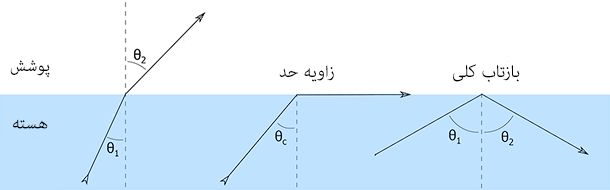 θ2
پوشش
زاویه حد
بازتاب کلی
هسته
θ1
θc
θ1
θ2